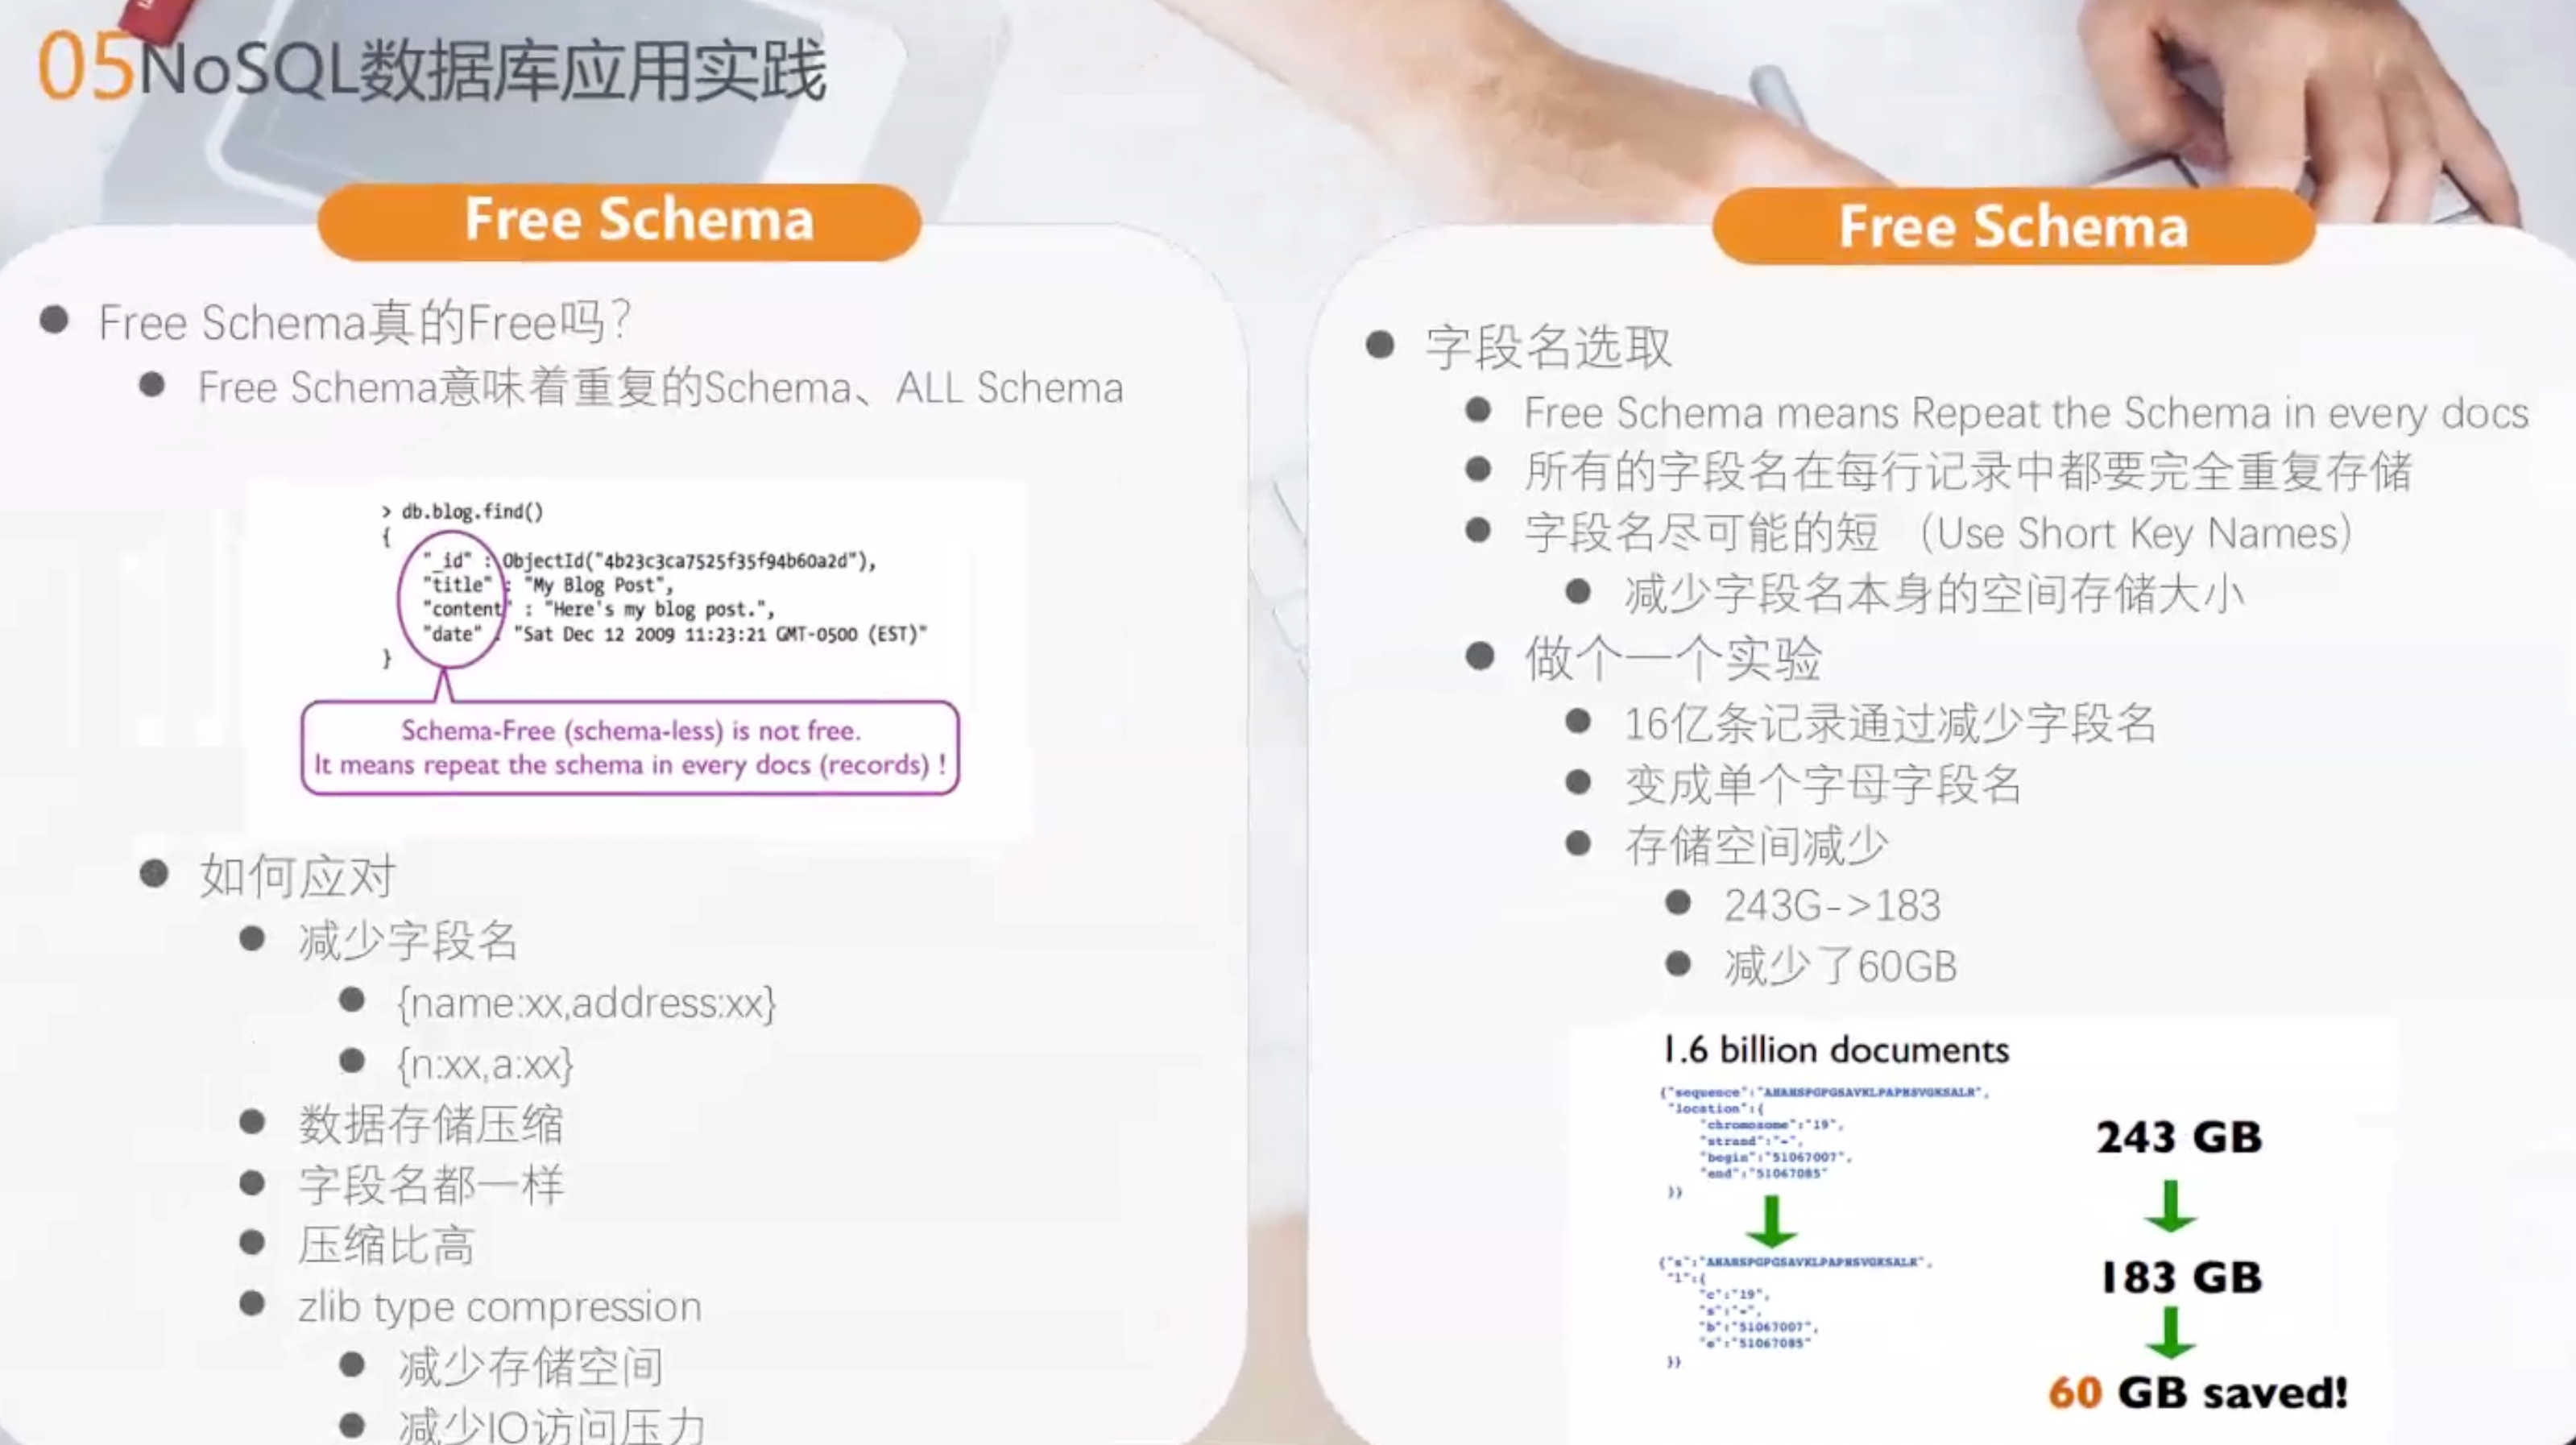 05NoSQL数据库应用实践
Free Schema
Free Schema真的Free吗？
Free Schema意味着重复的Schema、ALL Schema
> db.blog.find()
{
"_id" : ObjectId("4b23c3ca7525f35f94b60a2d"),
"title" : "My Blog Post",
"content" : "Here's my blog post.",
"date" : "Sat Dec 12 2009 11:23:21 GMT-0500 (EST)"
}
Schema-Free (schema-less) is not free.
It means repeat the schema in every docs (records) !
如何应对
减少字段名
{name:xx,address:xx}
{n:xx,a:xx}
数据存储压缩
字段名都一样
压缩比高
zlib type compression
减少存储空间
减少IO访问压力
Free Schema
字段名选取
Free Schema means Repeat the Schema in every docs
所有的字段名在每行记录中都要完全重复存储
字段名尽可能的短 （Use Short Key Names）
减少字段名本身的空间存储大小
做个一个实验
16亿条记录通过减少字段名
变成单个字母字段名
存储空间减少
243G->183
减少了60GB
1.6 billion documents
{"sequence":
"location":{
"chromosome":"19",
"strand":"-",
"begin":"51067007",
"end":"51067085"
}}
{"s":
"l":{
"c":"19",
"s":"-",
"b":"51067007",
"e":"51067085"
}}
243 GB
183 GB
60 GB saved!